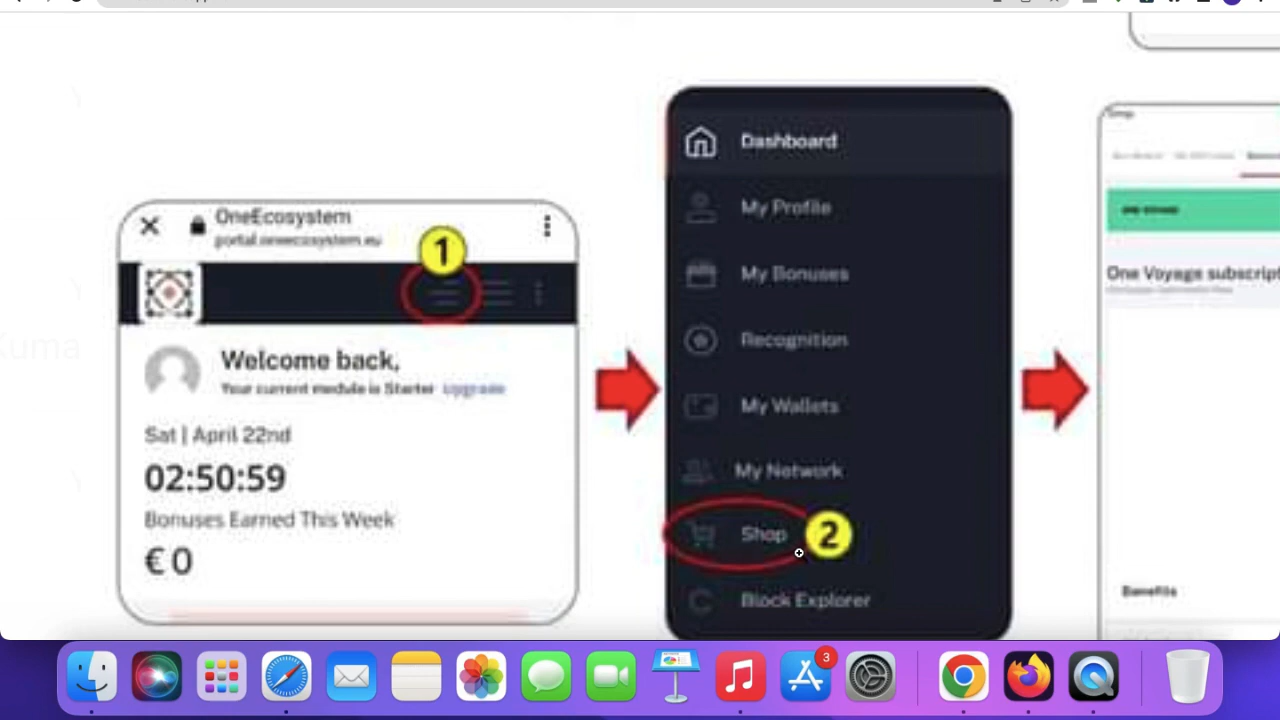 OneEcosystem
portal.oneecosystem.eu
1
Welcome back,
Your current module is Starter Upgrade
Sat | April 22nd
02:50:59
Bonuses Earned This Week
€ 0
Dashboard
My Profile
My Bonuses
Recognition
My Wallets
My Network
Shop
2
Block Explorer
Shop
One Voyage subscript
Benefits
Kuma
3